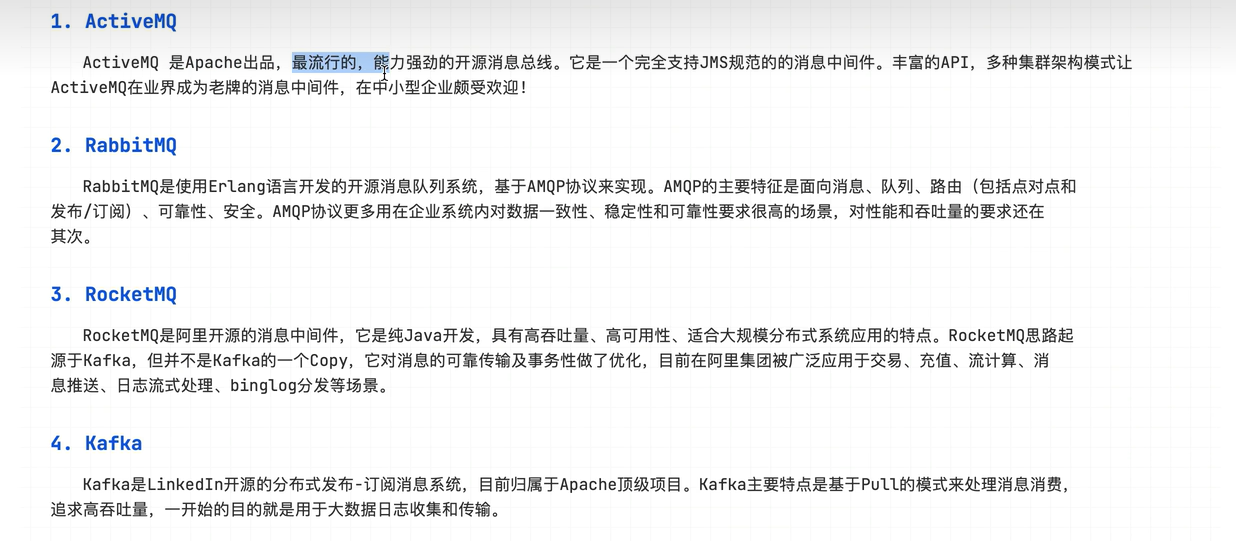 1. ActiveMQ
ActiveMQ 是Apache出品，最流行的，能力强劲的开源消息总线。它是一个完全支持JMS规范的的消息中间件。丰富的API，多种集群架构模式让
ActiveMQ在业界成为老牌的消息中间件，在中小型企业颇受欢迎！
2. RabbitMQ
RabbitMQ是使用Erlang语言开发的开源消息队列系统，基于AMQP协议来实现。AMQP的主要特征是面向消息、队列、路由（包括点对点和
发布/订阅）、可靠性、安全。AMQP协议更多用在企业系统内对数据一致性、稳定性和可靠性要求很高的场景，对性能和吞吐量的要求还在
其次。
3. RocketMQ
RocketMQ是阿里开源的消息中间件，它是纯Java开发，具有高吞吐量、高可用性、适合大规模分布式系统应用的特点。RocketMQ思路起
源于Kafka，但并不是Kafka的一个Copy，它对消息的可靠传输及事务性做了优化，目前在阿里集团被广泛应用于交易、充值、流计算、消
息推送、日志流式处理、binglog分发等场景。
4. Kafka
Kafka是LinkedIn开源的分布式发布-订阅消息系统，目前归属于Apache顶级项目。Kafka主要特点是基于Pull的模式来处理消息消费，
追求高吞吐量，一开始的目的就是用于大数据日志收集和传输。